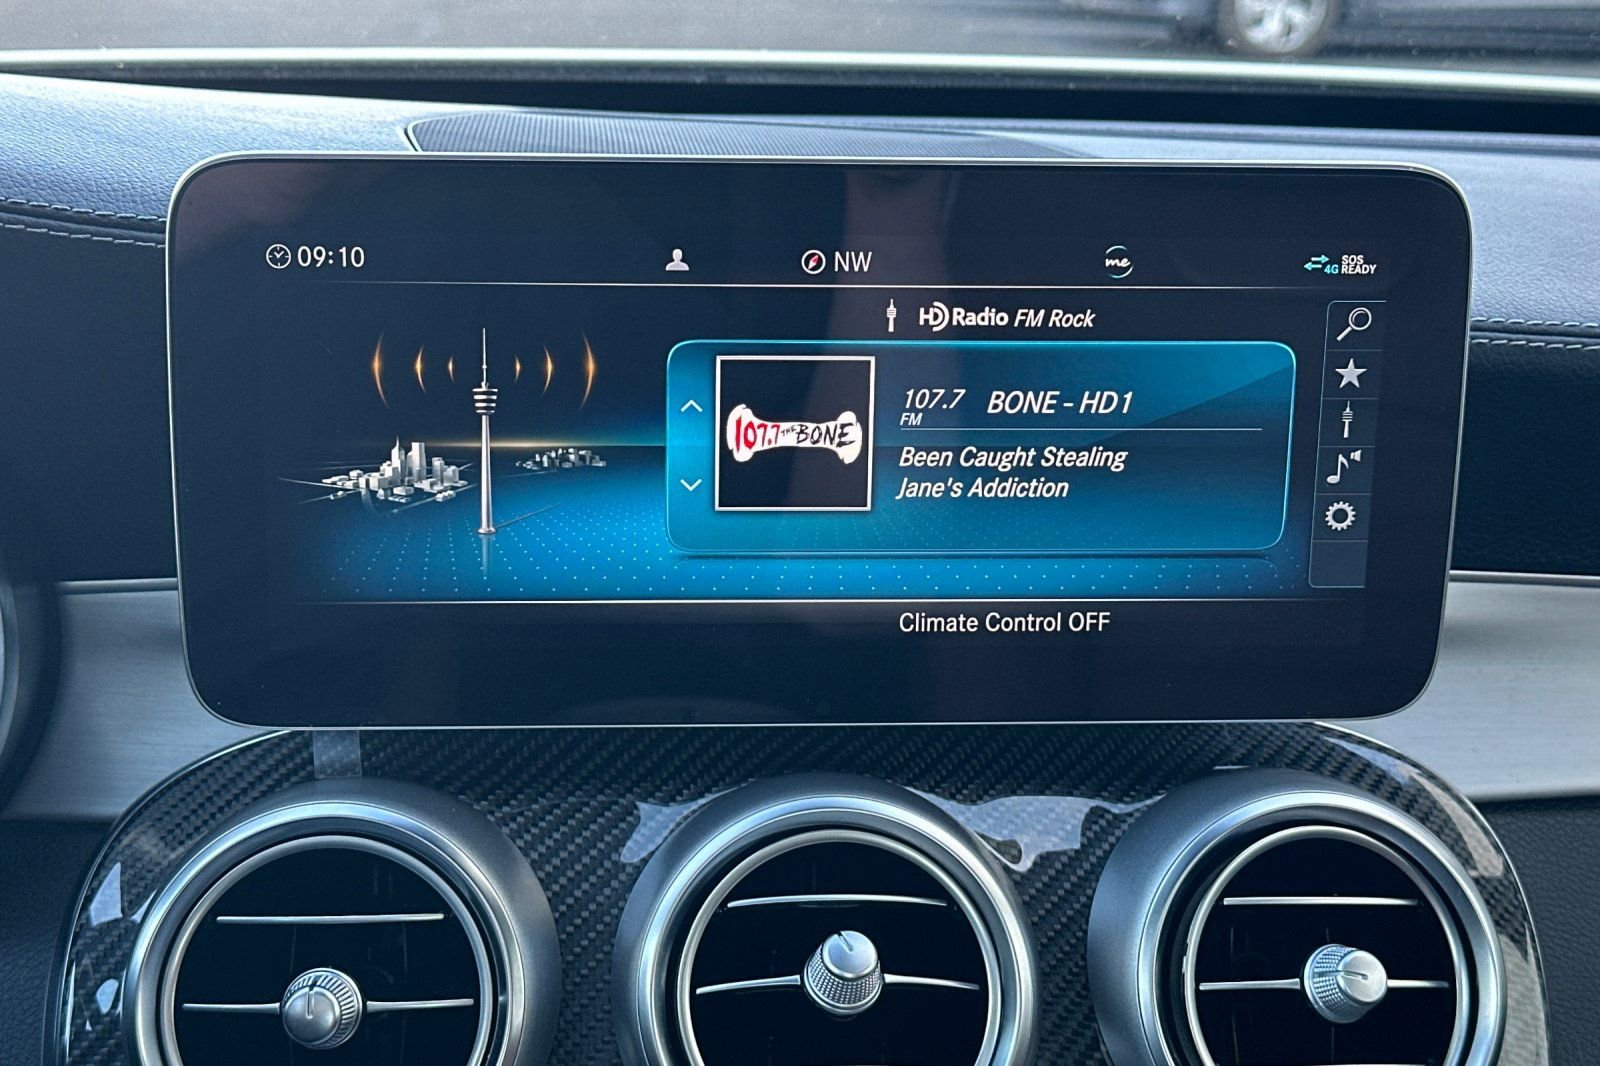 09:10
NW
me
4G SOS READY
HD Radio FM Rock
107.7 THE BONE
107.7 FM BONE - HD1
Been Caught Stealing
Jane's Addiction
Climate Control OFF